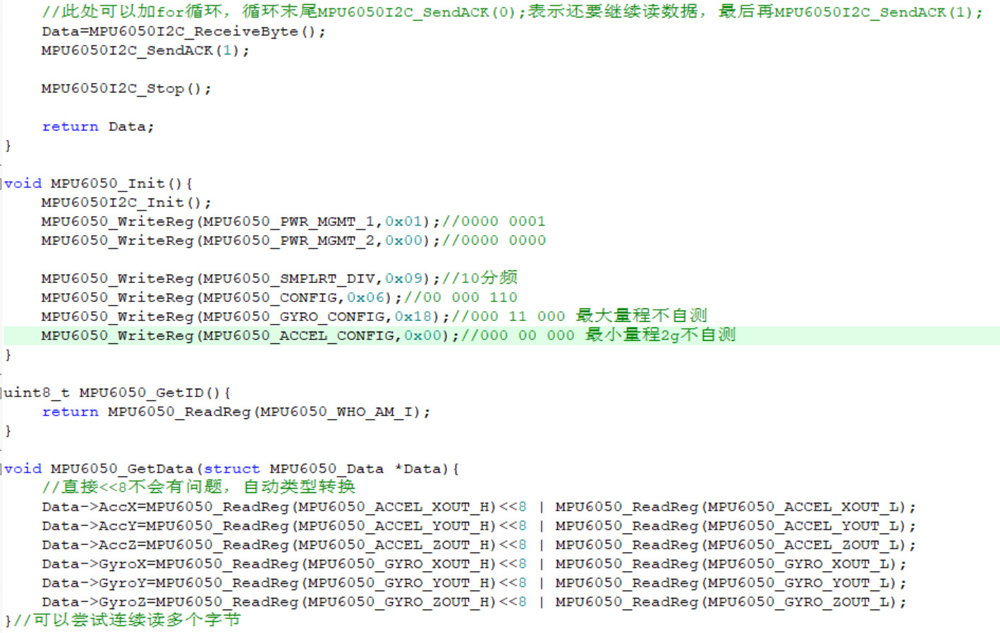 //此处可以加for循环，循环末尾MPU6050I2C_SendACK(0);表示还要继续读数据，最后再MPU6050I2C_SendACK(1);
Data=MPU6050I2C_ReceiveByte();
MPU6050I2C_SendACK(1);
MPU6050I2C_Stop();
return Data;
}
void MPU6050_Init(){
MPU6050I2C_Init();
MPU6050_WriteReg(MPU6050_PWR_MGMT_1,0x01);//0000 0001
MPU6050_WriteReg(MPU6050_PWR_MGMT_2,0x00);//0000 0000
MPU6050_WriteReg(MPU6050_SMPLRT_DIV,0x09);//10分频
MPU6050_WriteReg(MPU6050_CONFIG,0x06);//00 000 110
MPU6050_WriteReg(MPU6050_GYRO_CONFIG,0x18);//000 11 000 最大量程不自测
MPU6050_WriteReg(MPU6050_ACCEL_CONFIG,0x00);//000 00 000 最小量程2g不自测
}
uint8_t MPU6050_GetID(){
return MPU6050_ReadReg(MPU6050_WHO_AM_I);
}
void MPU6050_GetData(struct MPU6050_Data *Data){
//直接<<8不会有问题，自动类型转换
Data->AccX=MPU6050_ReadReg(MPU6050_ACCEL_XOUT_H)<<8 | MPU6050_ReadReg(MPU6050_ACCEL_XOUT_L);
Data->AccY=MPU6050_ReadReg(MPU6050_ACCEL_YOUT_H)<<8 | MPU6050_ReadReg(MPU6050_ACCEL_YOUT_L);
Data->AccZ=MPU6050_ReadReg(MPU6050_ACCEL_ZOUT_H)<<8 | MPU6050_ReadReg(MPU6050_ACCEL_ZOUT_L);
Data->GyroX=MPU6050_ReadReg(MPU6050_GYRO_XOUT_H)<<8 | MPU6050_ReadReg(MPU6050_GYRO_XOUT_L);
Data->GyroY=MPU6050_ReadReg(MPU6050_GYRO_YOUT_H)<<8 | MPU6050_ReadReg(MPU6050_GYRO_YOUT_L);
Data->GyroZ=MPU6050_ReadReg(MPU6050_GYRO_ZOUT_H)<<8 | MPU6050_ReadReg(MPU6050_GYRO_ZOUT_L);
}//可以尝试连续读多个字节